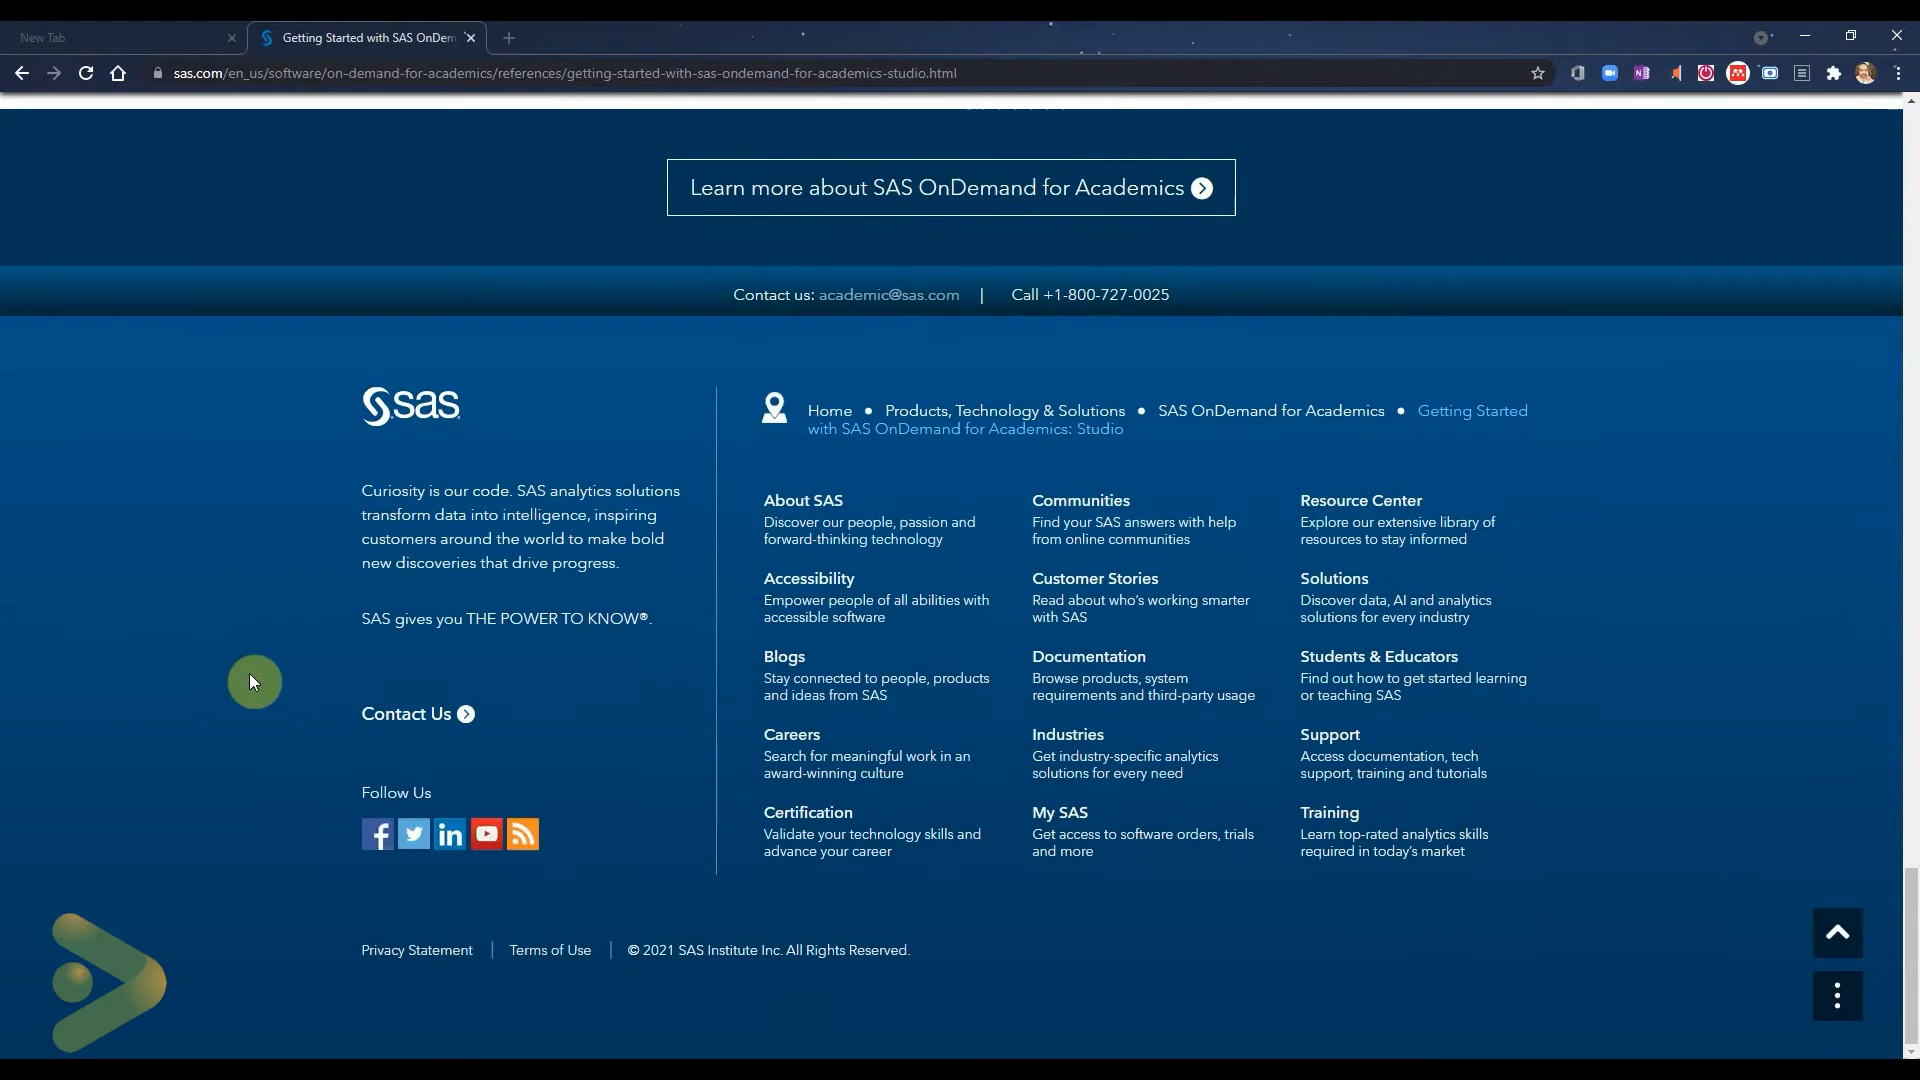 New Tab
Getting Started with SAS OnDem
sas.com/en_us/software/on-demand-for-academics/references/getting-started-with-sas-ondemand-for-academics-studio.html
Learn more about SAS OnDemand for Academics
Contact us: academic@sas.com | Call +1-800-727-0025
sas
Home • Products, Technology & Solutions • SAS OnDemand for Academics • Getting Started
with SAS OnDemand for Academics: Studio
Curiosity is our code. SAS analytics solutions
transform data into intelligence, inspiring
customers around the world to make bold
new discoveries that drive progress.
SAS gives you THE POWER TO KNOW®.
Contact Us
Follow Us
About SAS
Discover our people, passion and
forward-thinking technology
Accessibility
Empower people of all abilities with
accessible software
Blogs
Stay connected to people, products
and ideas from SAS
Careers
Search for meaningful work in an
award-winning culture
Certification
Validate your technology skills and
advance your career
Communities
Find your SAS answers with help
from online communities
Customer Stories
Read about who's working smarter
with SAS
Documentation
Browse products, system
requirements and third-party usage
Industries
Get industry-specific analytics
solutions for every need
My SAS
Get access to software orders, trials
and more
Resource Center
Explore our extensive library of
resources to stay informed
Solutions
Discover data, AI and analytics
solutions for every industry
Students & Educators
Find out how to get started learning
or teaching SAS
Support
Access documentation, tech
support, training and tutorials
Training
Learn top-rated analytics skills
required in today's market
Privacy Statement | Terms of Use | © 2021 SAS Institute Inc. All Rights Reserved.